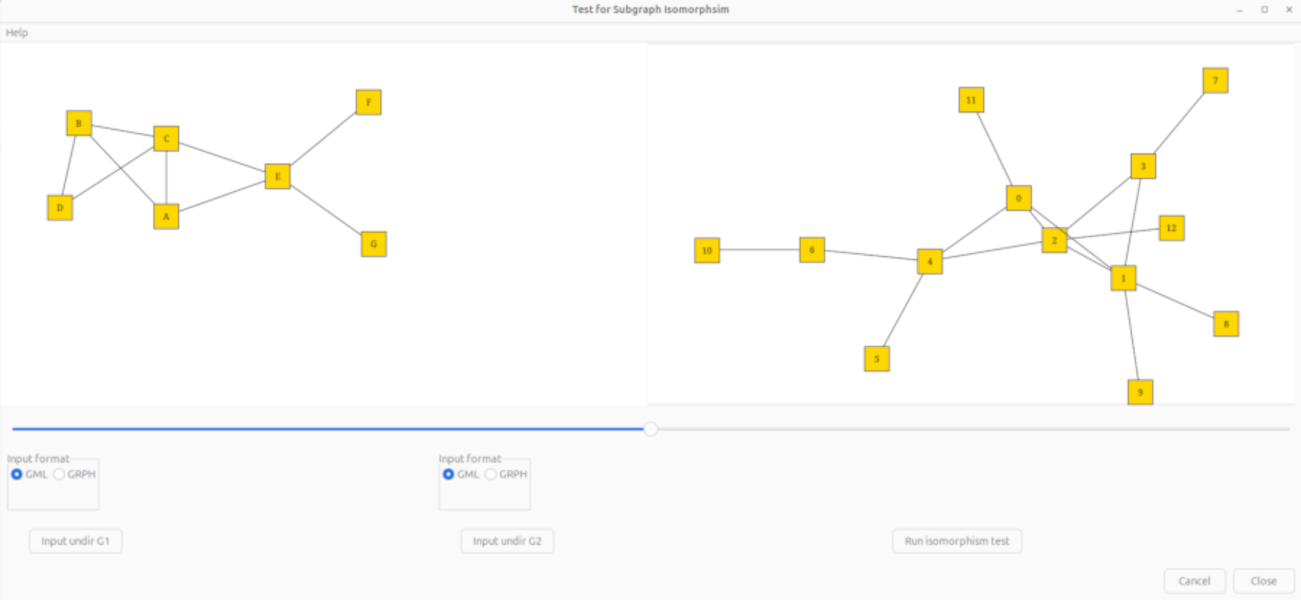 Test for Subgraph Isomorphsim
Help
F
B
C
E
D
A
G
7
11
3
0
12
2
10
6
4
1
8
5
9
Input format
GML GRPH
Input format
GML GRPH
Input undir G1
Input undir G2
Run isomorphism test
Cancel
Close